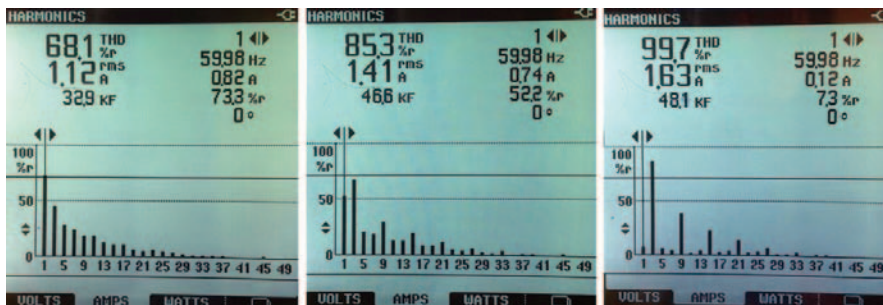 HARMONICS
68.1 THD %r
1 
1.12 rms A
59.98 Hz
0.82 A
32.9 KF
73.3 %r
0 °
100
%r
50
0
1 5 9 13 17 21 25 29 33 37 41 45 49
VOLTS AMPS WATTS
HARMONICS
85.3 THD %r
1
1.41 rms A
59.98 Hz
0.74 A
46.6 KF
52.2 %r
0 °
100
%r
50
0
1 5 9 13 17 21 25 29 33 37 41 45 49
VOLTS AMPS WATTS
HARMONICS
99.7 THD %r
1
1.63 rms A
59.98 Hz
0.12 A
48.1 KF
7.3 %r
0 °
100
%r
50
0
1 5 9 13 17 21 25 29 33 37 41 45 49
VOLTS AMPS WATTS